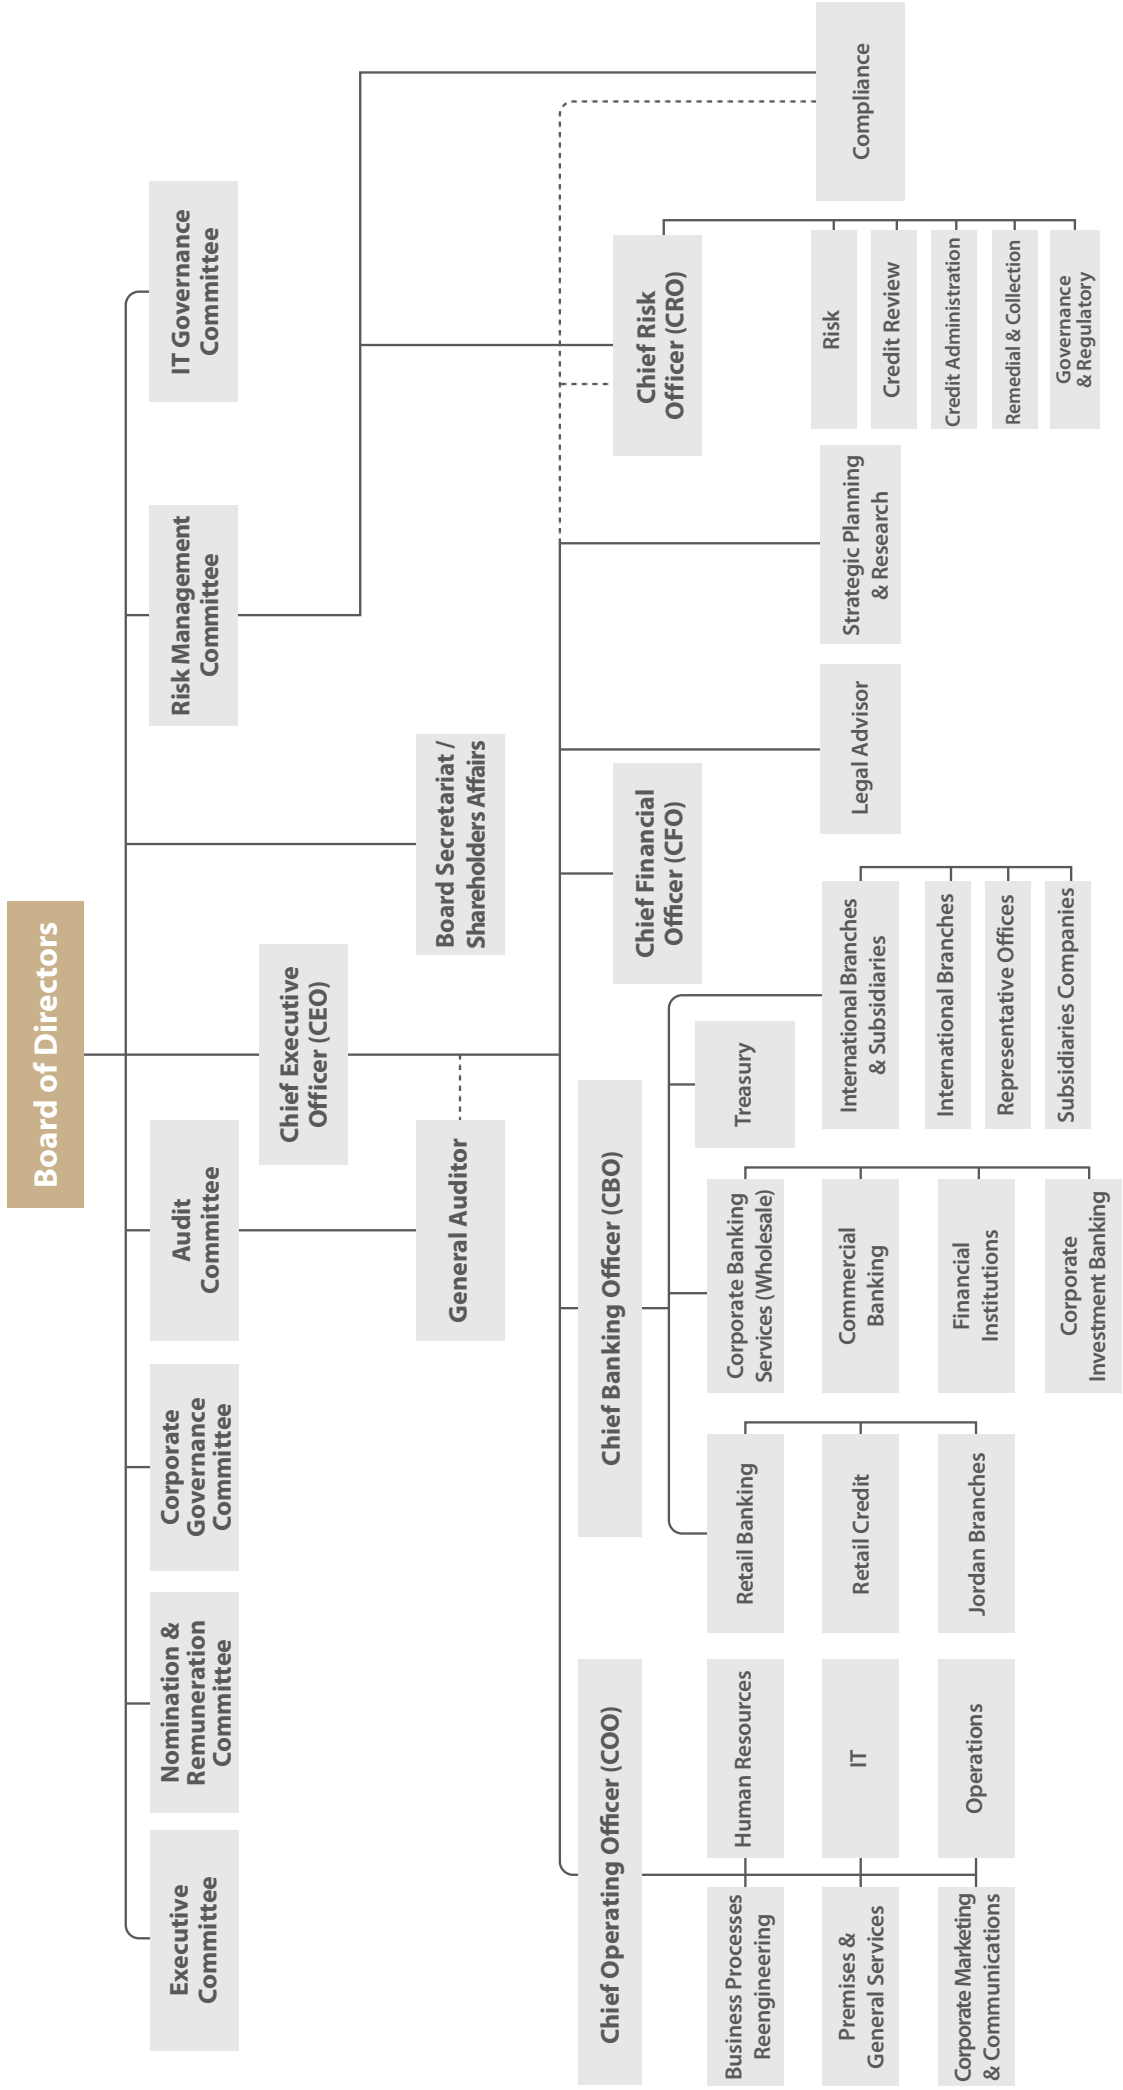 Board of Directors
Executive
Committee
Nomination &
Remuneration
Committee
Corporate
Governance
Committee
Audit
Committee
Risk Management
Committee
IT Governance
Committee
Chief Executive
Officer (CEO)
General Auditor
Board Secretariat /
Shareholders Affairs
Chief Operating Officer (COO)
Chief Banking Officer (CBO)
Chief Financial
Officer (CFO)
Chief Risk
Officer (CRO)
Business Processes
Reengineering
Human Resources
Premises &
General Services
IT
Corporate Marketing
& Communications
Operations
Retail Banking
Retail Credit
Jordan Branches
Corporate Banking
Services (Wholesale)
Commercial
Banking
Financial
Institutions
Corporate
Investment Banking
Treasury
International Branches
& Subsidiaries
International Branches
Representative Offices
Subsidiaries Companies
Legal Advisor
Strategic Planning
& Research
Risk
Credit Review
Credit Administration
Remedial & Collection
Governance
& Regulatory
Compliance